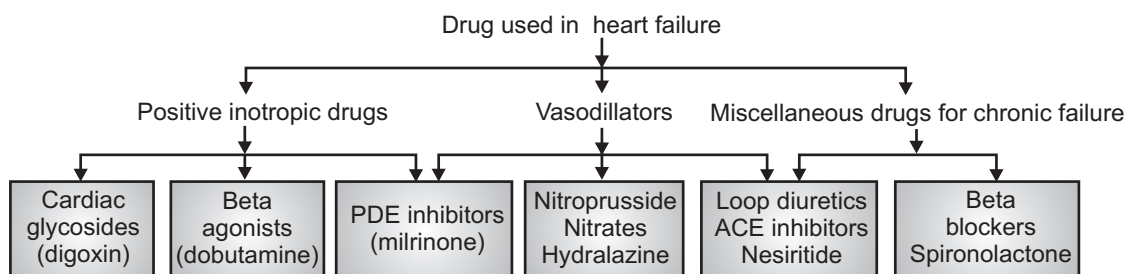 Drug used in heart failure
Positive inotropic drugs
Vasodillators
Miscellaneous drugs for chronic failure
Cardiac
glycosides
(digoxin)
Beta
agonists
(dobutamine)
PDE inhibitors
(milrinone)
Nitroprusside
Nitrates
Hydralazine
Loop diuretics
ACE inhibitors
Nesiritide
Beta
blockers
Spironolactone